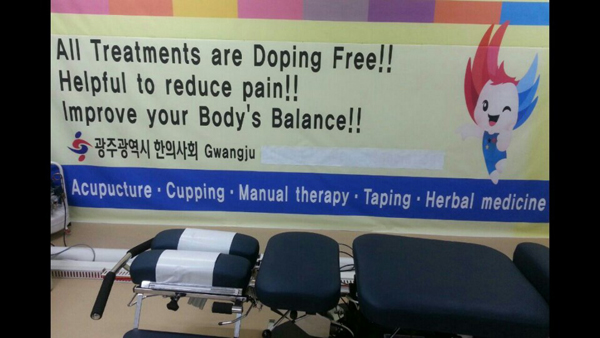 All Treatments are Doping Free!!
Helpful to reduce pain!!
Improve your Body's Balance!!
광주광역시 한의사회 Gwangju
Acupucture · Cupping · Manual therapy · Taping · Herbal medicine